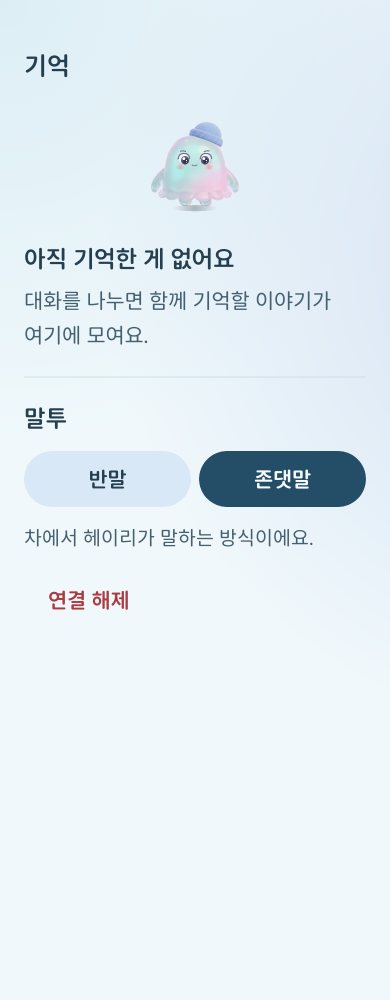 기억
아직 기억한 게 없어요
대화를 나누면 함께 기억할 이야기가
여기에 모여요.
말투
반말
존댓말
차에서 헤이리가 말하는 방식이에요.
연결 해제